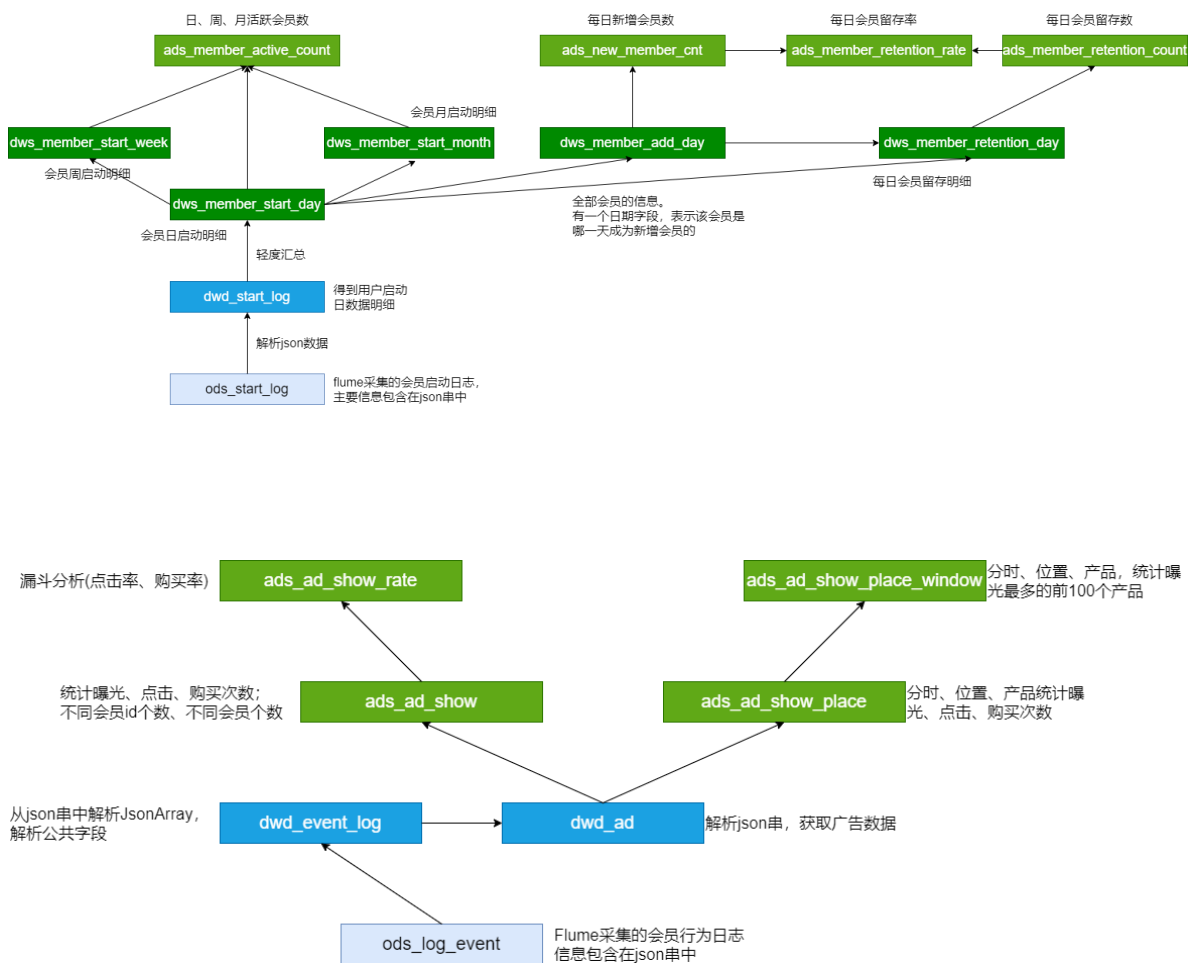 日、周、月活跃会员数
每日新增会员数
每日会员留存率
每日会员留存数
ads_member_active_count
ads_new_member_cnt
ads_member_retention_rate
ads_member_retention_count
会员月启动明细
dws_member_start_week
dws_member_start_month
dws_member_add_day
dws_member_retention_day
会员周启动明细
每日会员留存明细
dws_member_start_day
全部会员的信息。
有一个日期字段，表示该会员是
哪一天成为新增会员的
会员日启动明细
轻度汇总
dwd_start_log
得到用户启动
日数据明细
解析json数据
ods_start_log
flume采集的会员启动日志，
主要信息包含在json串中
漏斗分析(点击率、购买率)
ads_ad_show_rate
ads_ad_show_place_window
分时、位置、产品，统计曝
光最多的前100个产品
统计曝光、点击、购买次数；
不同会员id个数、不同会员个数
ads_ad_show
ads_ad_show_place
分时、位置、产品统计曝
光、点击、购买次数
从json串中解析JsonArray，
解析公共字段
dwd_event_log
dwd_ad
解析json串，获取广告数据
ods_log_event
Flume采集的会员行为日志
信息包含在json串中